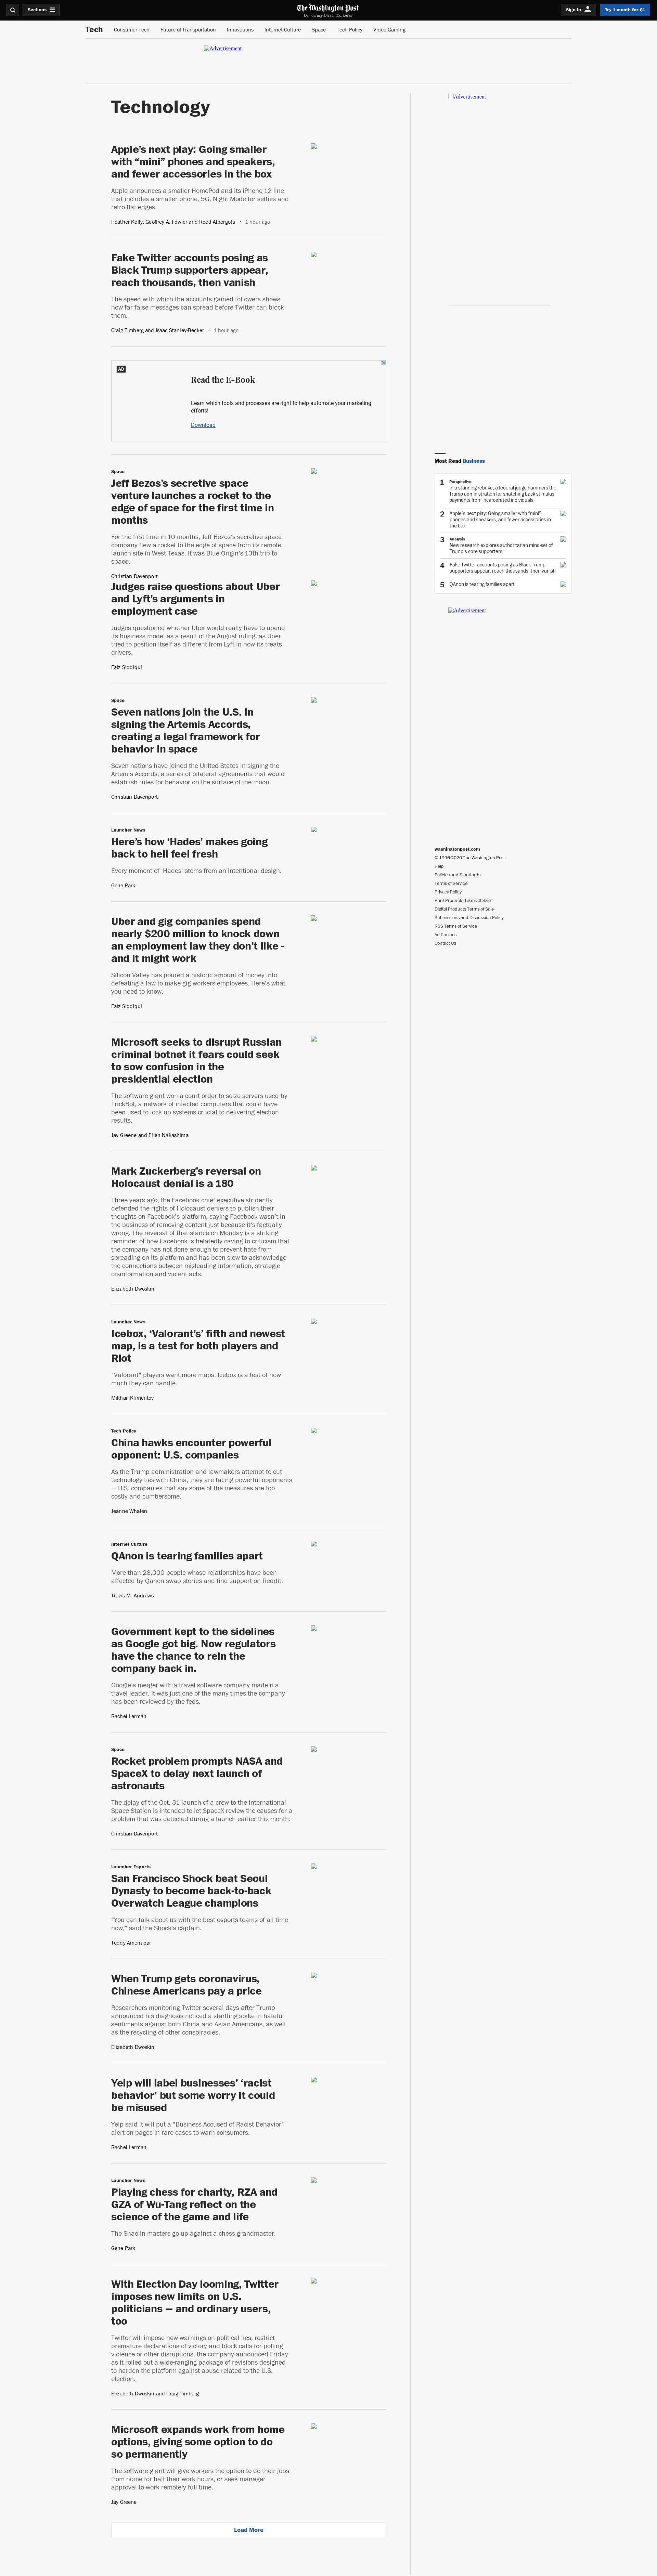 Sections
The Washington Post
Democracy Dies in Darkness
Sign In
Try 1 month for $1
Tech
Consumer Tech
Future of Transportation
Innovations
Internet Culture
Space
Tech Policy
Video Gaming
Advertisement
Technology
Apple’s next play: Going smaller
with “mini” phones and speakers,
and fewer accessories in the box
Apple announces a smaller HomePod and its iPhone 12 line
that includes a smaller phone, 5G, Night Mode for selfies and
retro flat edges.
Heather Kelly, Geoffrey A. Fowler and Reed Albergotti • 1 hour ago
Fake Twitter accounts posing as
Black Trump supporters appear,
reach thousands, then vanish
The speed with which the accounts gained followers shows
how far false messages can spread before Twitter can block
them.
Craig Timberg and Isaac Stanley-Becker • 1 hour ago
AD
Read the E-Book
Learn which tools and processes are right to help automate your marketing
efforts!
Download
Space
Jeff Bezos’s secretive space
venture launches a rocket to the
edge of space for the first time in
months
For the first time in 10 months, Jeff Bezos’s secretive space
company flew a rocket to the edge of space from its remote
launch site in West Texas. It was Blue Origin’s 13th trip to
space.
Christian Davenport
Judges raise questions about Uber
and Lyft’s arguments in
employment case
Judges questioned whether Uber would really have to upend
its business model as a result of the August ruling, as Uber
tried to position itself as different from Lyft in how its treats
drivers.
Faiz Siddiqui
Space
Seven nations join the U.S. in
signing the Artemis Accords,
creating a legal framework for
behavior in space
Seven nations have joined the United States in signing the
Artemis Accords, a series of bilateral agreements that would
establish rules for behavior on the surface of the moon.
Christian Davenport
Launcher News
Here’s how ‘Hades’ makes going
back to hell feel fresh
Every moment of ‘Hades’ stems from an intentional design.
Gene Park
Uber and gig companies spend
nearly $200 million to knock down
an employment law they don’t like -
and it might work
Silicon Valley has poured a historic amount of money into
defeating a law to make gig workers employees. Here’s what
you need to know.
Faiz Siddiqui
Microsoft seeks to disrupt Russian
criminal botnet it fears could seek
to sow confusion in the
presidential election
The software giant won a court order to seize servers used by
TrickBot, a network of infected computers that could have
been used to lock up systems crucial to delivering election
results.
Jay Greene and Ellen Nakashima
Mark Zuckerberg’s reversal on
Holocaust denial is a 180
Three years ago, the Facebook chief executive stridently
defended the rights of Holocaust deniers to publish their
thoughts on Facebook’s platform, saying Facebook wasn’t in
the business of removing content just because it’s factually
wrong. The reversal of that stance on Monday is a striking
reminder of how Facebook is belatedly caving to criticism that
the company has not done enough to prevent hate from
spreading on its platform and has been slow to acknowledge
the connections between misleading information, strategic
disinformation and violent acts.
Elizabeth Dwoskin
Launcher News
Icebox, ‘Valorant’s’ fifth and newest
map, is a test for both players and
Riot
"Valorant" players want more maps. Icebox is a test of how
much they can handle.
Mikhail Klimentov
Tech Policy
China hawks encounter powerful
opponent: U.S. companies
As the Trump administration and lawmakers attempt to cut
technology ties with China, they are facing powerful opponents
— U.S. companies that say some of the measures are too
costly and cumbersome.
Jeanne Whalen
Internet Culture
QAnon is tearing families apart
More than 28,000 people whose relationships have been
affected by Qanon swap stories and find support on Reddit.
Travis M. Andrews
Government kept to the sidelines
as Google got big. Now regulators
have the chance to rein the
company back in.
Google’s merger with a travel software company made it a
travel leader. It was just one of the many times the company
has been reviewed by the feds.
Rachel Lerman
Space
Rocket problem prompts NASA and
SpaceX to delay next launch of
astronauts
The delay of the Oct. 31 launch of a crew to the International
Space Station is intended to let SpaceX review the causes for a
problem that was detected during a launch earlier this month.
Christian Davenport
Launcher Esports
San Francisco Shock beat Seoul
Dynasty to become back-to-back
Overwatch League champions
"You can talk about us with the best esports teams of all time
now," said the Shock’s captain.
Teddy Amenabar
When Trump gets coronavirus,
Chinese Americans pay a price
Researchers monitoring Twitter several days after Trump
announced his diagnosis noticed a startling spike in hateful
sentiments against both China and Asian-Americans, as well
as the recycling of other conspiracies.
Elizabeth Dwoskin
Yelp will label businesses’ ‘racist
behavior’ but some worry it could
be misused
Yelp said it will put a "Business Accused of Racist Behavior"
alert on pages in rare cases to warn consumers.
Rachel Lerman
Launcher News
Playing chess for charity, RZA and
GZA of Wu-Tang reflect on the
science of the game and life
The Shaolin masters go up against a chess grandmaster.
Gene Park
With Election Day looming, Twitter
imposes new limits on U.S.
politicians — and ordinary users,
too
Twitter will impose new warnings on political lies, restrict
premature declarations of victory and block calls for polling
violence or other disruptions, the company announced Friday
as it rolled out a wide-ranging package of revisions designed
to harden the platform against abuse related to the U.S.
election.
Elizabeth Dwoskin and Craig Timberg
Microsoft expands work from home
options, giving some option to do
so permanently
The software giant will give workers the option to do their jobs
from home for half their work hours, or seek manager
approval to work remotely full time.
Jay Greene
Load More
Advertisement
Most Read Business
1 Perspective
In a stunning rebuke, a federal judge hammers the
Trump administration for snatching back stimulus
payments from incarcerated individuals
2 Apple’s next play: Going smaller with “mini”
phones and speakers, and fewer accessories in
the box
3 Analysis
New research explores authoritarian mind-set of
Trump’s core supporters
4 Fake Twitter accounts posing as Black Trump
supporters appear, reach thousands, then vanish
5 QAnon is tearing families apart
Advertisement
washingtonpost.com
© 1996-2020 The Washington Post
Help
Policies and Standards
Terms of Service
Privacy Policy
Print Products Terms of Sale
Digital Products Terms of Sale
Submissions and Discussion Policy
RSS Terms of Service
Ad Choices
Contact Us